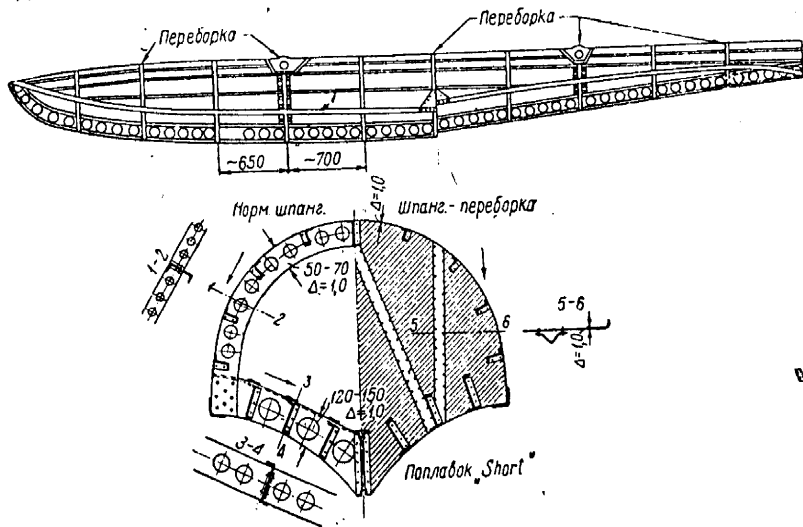 Переборка
Переборка
~650
~700
Норм. шпанг.
Шпанг.- переборка
Δ=1,0
1-2
50-70
Δ=1,0
2
5
6
5-6
Δ=1,0
3
120-150
Δ=1,0
4
3-4
Поплавок „Short"